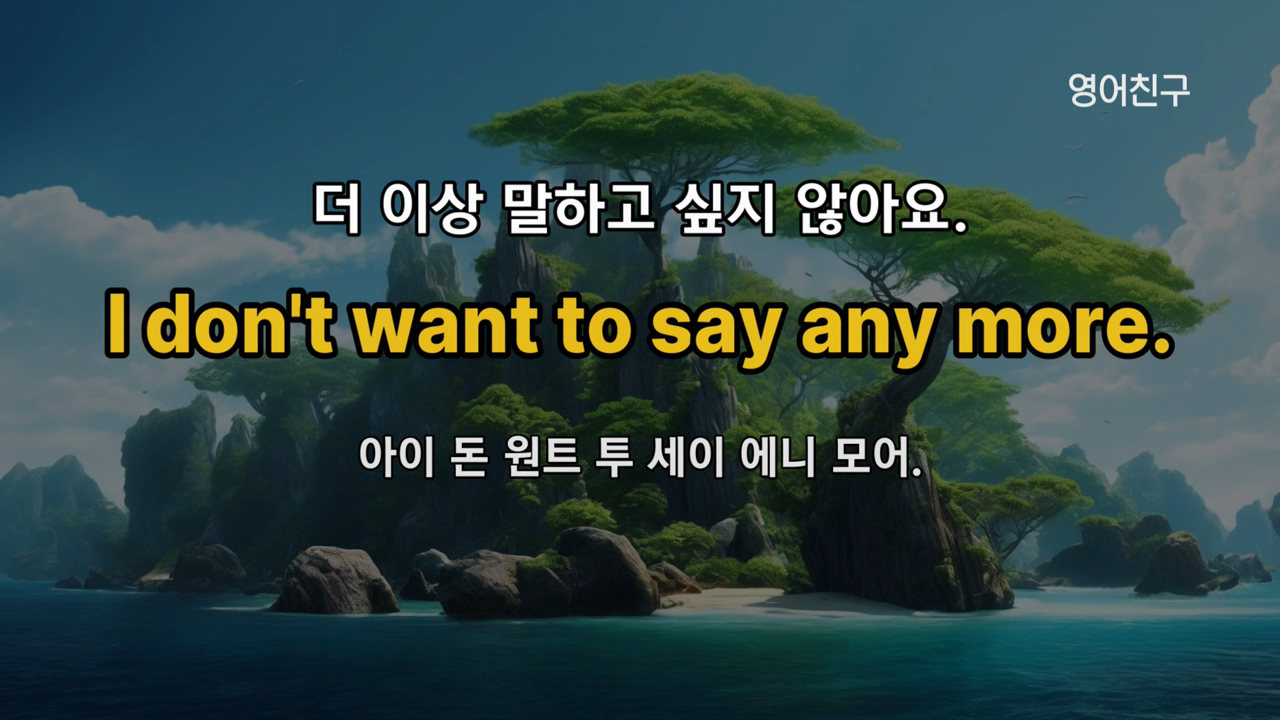 영어친구
더 이상 말하고 싶지 않아요.
I don't want to say any more.
아이 돈 원트 투 세이 에니 모어.